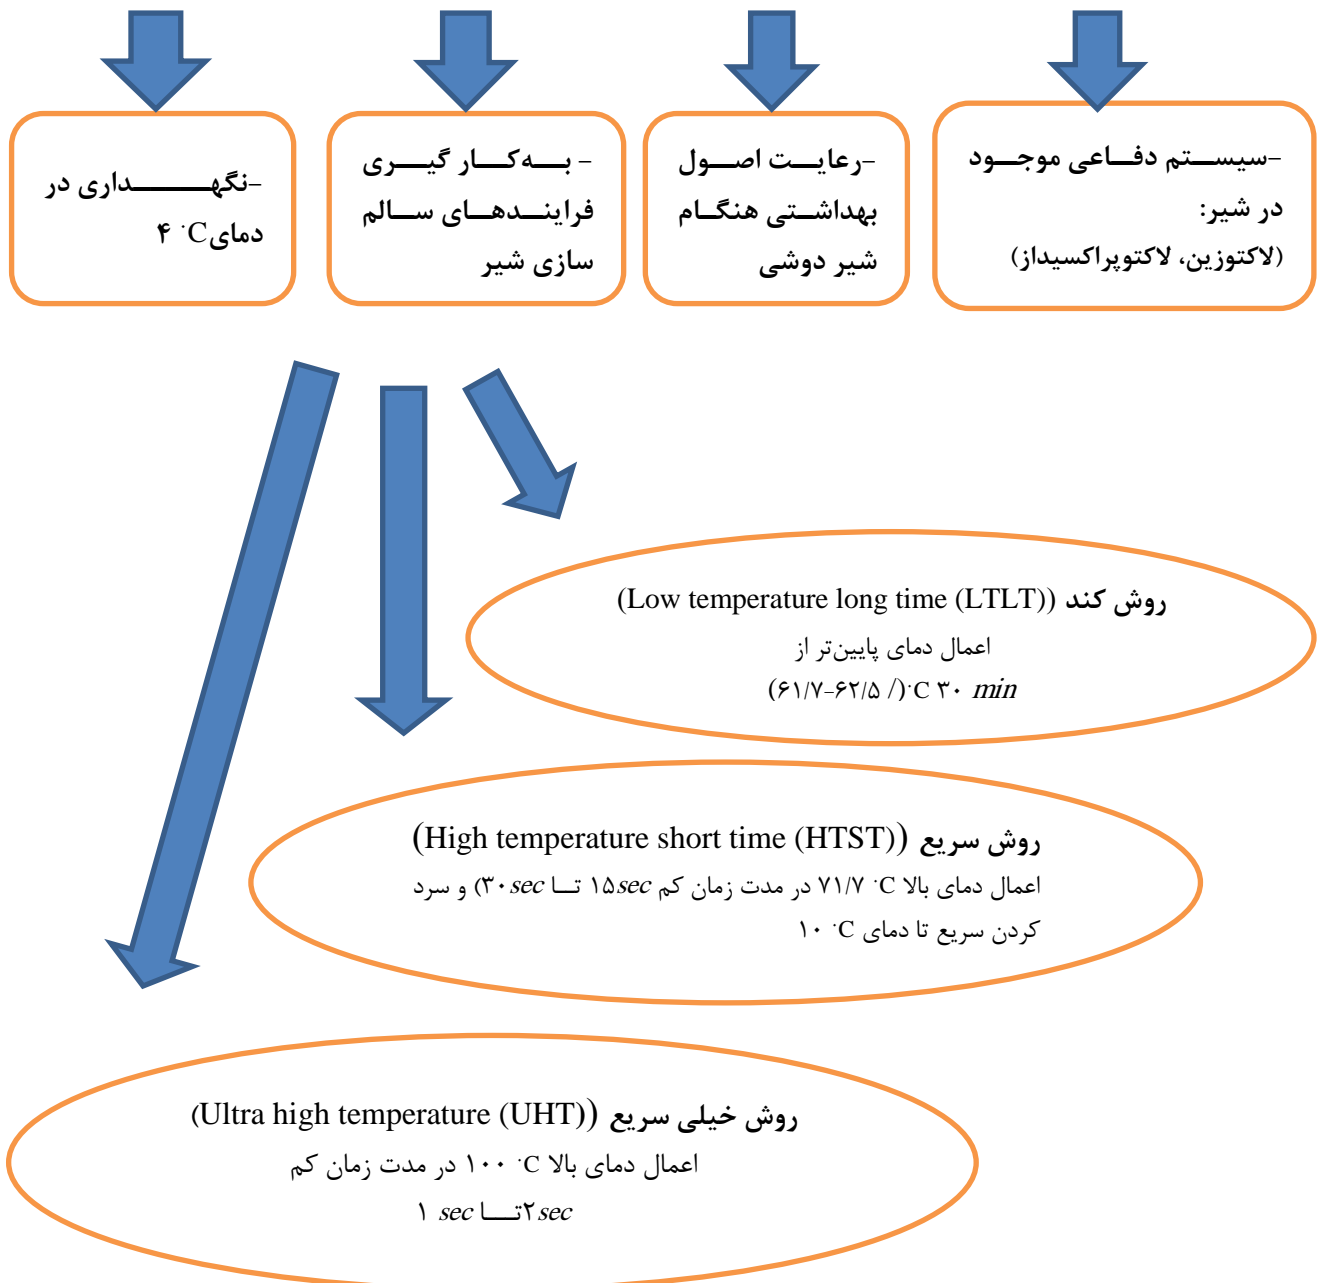 -سیستم دفاعی موجود
در شیر:
(لاکتوزین، لاکتوپراکسیداز)
-رعایت اصول
بهداشتی هنگام
شیر دوشی
- به‌کار گیری
فرایندهای سالم
سازی شیر
-نگهداری در
دمای ۴ ˚C
روش کند (Low temperature long time (LTLT))
اعمال دمای پایین‌تر از
(۶۱/۷-۶۲/۵ /)˚C ۳۰ min
روش سریع (High temperature short time (HTST))
اعمال دمای بالا ۷۱/۷ ˚C در مدت زمان کم ۱۵sec تا ۳۰sec) و سرد
کردن سریع تا دمای ۱۰ ˚C
روش خیلی سریع (Ultra high temperature (UHT))
اعمال دمای بالا ۱۰۰ ˚C در مدت زمان کم
۱ sec تا ۲sec